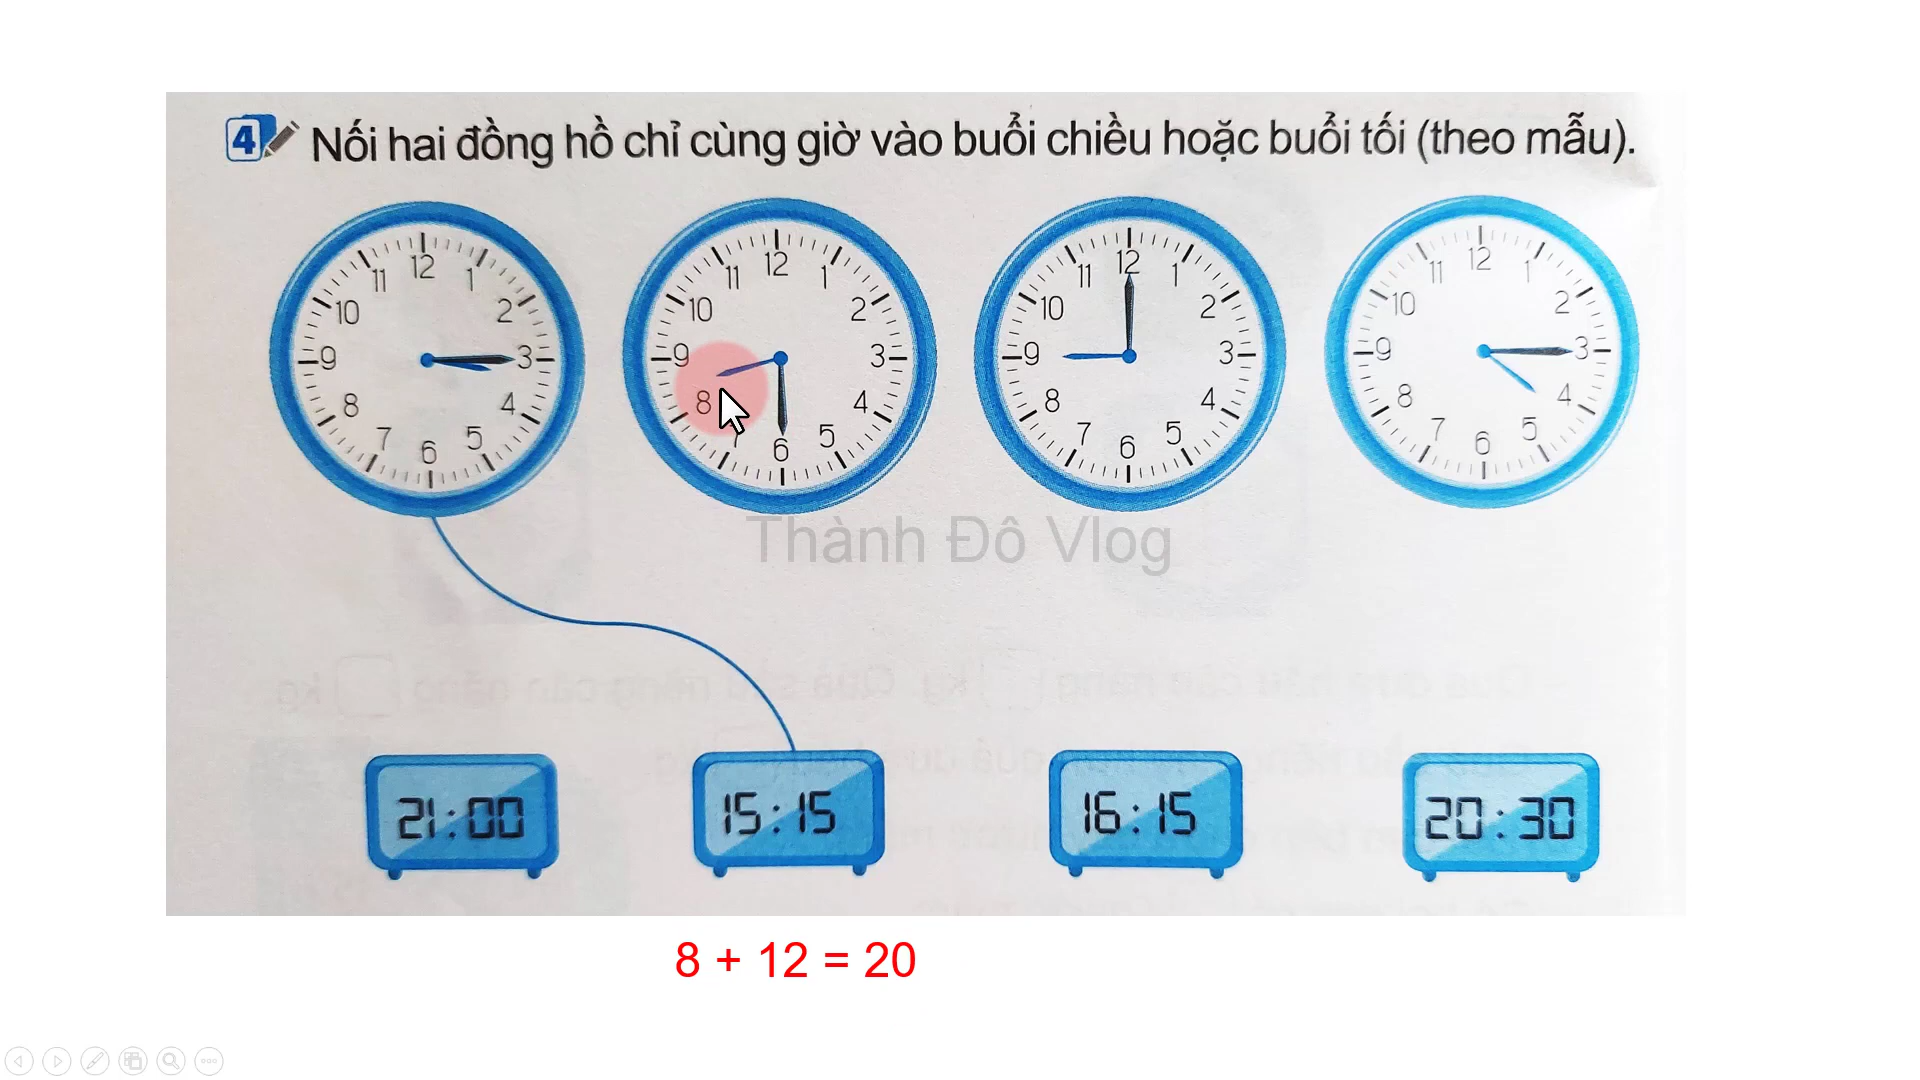 4 Nối hai đồng hồ chỉ cùng giờ vào buổi chiều hoặc buổi tối (theo mẫu).
12 1 2 3 4 5 6 7 8 9 10 11
12 1 2 3 4 5 6 7 8 9 10 11
12 1 2 3 4 5 6 7 8 9 10 11
12 1 2 3 4 5 6 7 8 9 10 11
Thành Đô Vlog
21:00 15:15 16:15 20:30
8 + 12 = 20